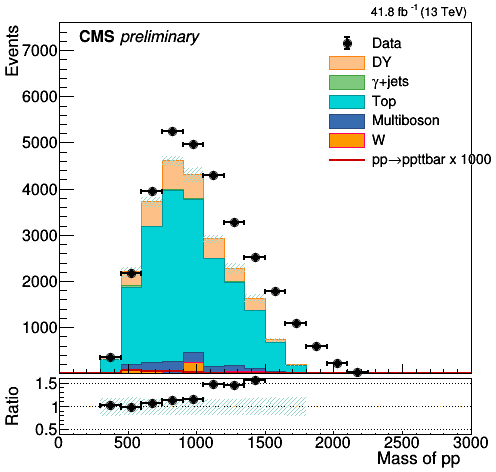 41.8 fb⁻¹ (13 TeV)
CMS preliminary
Events
7000
6000
5000
4000
3000
2000
1000
Data
DY
γ+jets
Top
Multiboson
W
pp→ppttbar x 1000
Ratio
1.5
1
0.5
0 500 1000 1500 2000 2500 3000
Mass of pp